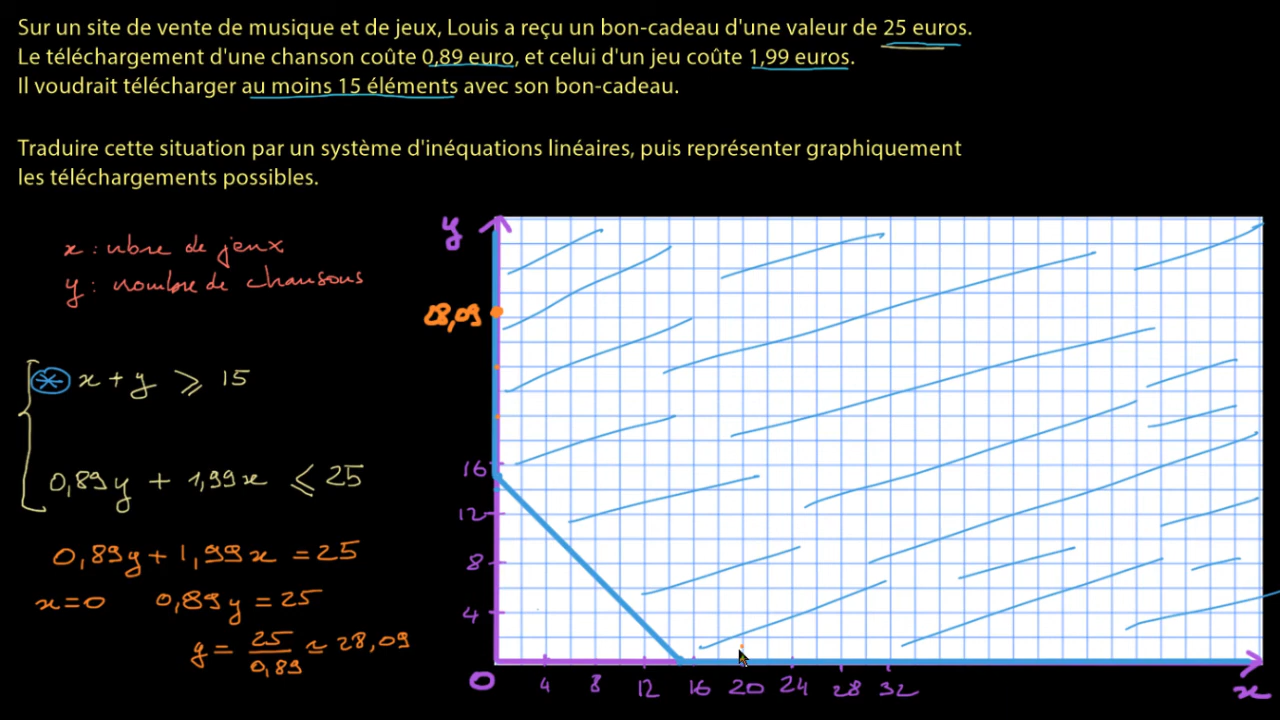 Sur un site de vente de musique et de jeux, Louis a reçu un bon-cadeau d'une valeur de 25 euros.
Le téléchargement d'une chanson coûte 0,89 euro, et celui d'un jeu coûte 1,99 euros.
Il voudrait télécharger au moins 15 éléments avec son bon-cadeau.
Traduire cette situation par un système d'inéquations linéaires, puis représenter graphiquement
les téléchargements possibles.
x : nbre de jeux
y : nombre de chansons
* x + y ⩾ 15
0,89y + 1,99x ⩽ 25
0,89y + 1,99x = 25
x=0 0,89y = 25
y = 25/0,89 ≈ 28,09
y
28,09
16
12
8
4
0 4 8 12 16 20 24 28 32 x